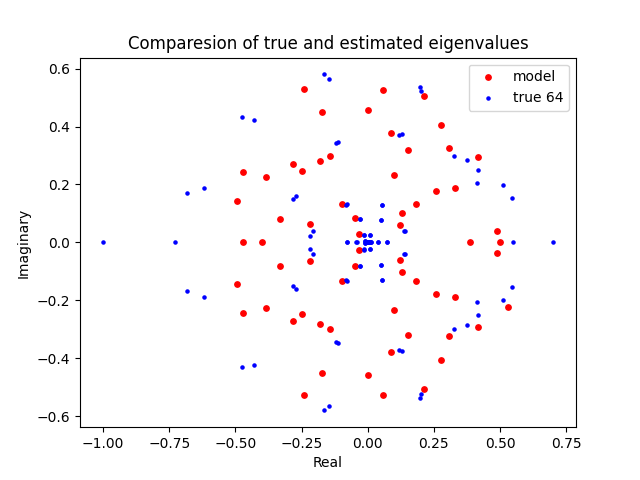 Comparesion of true and estimated eigenvalues
model
true 64
0.6
0.4
0.2
0.0
−0.2
−0.4
−0.6
Imaginary
−1.00 −0.75 −0.50 −0.25 0.00 0.25 0.50 0.75
Real